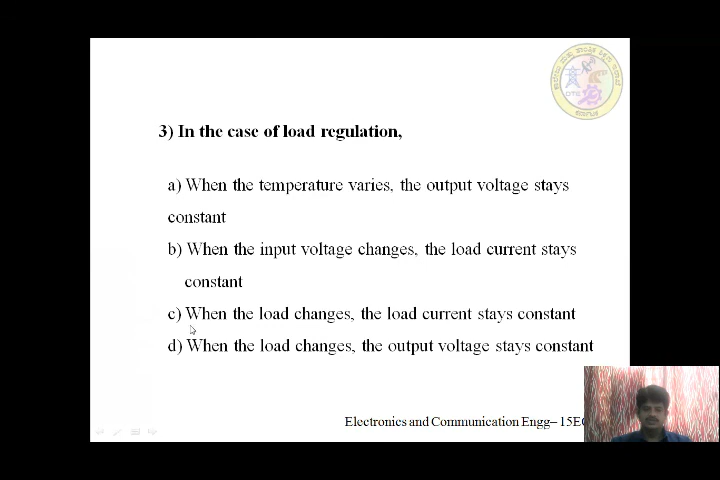 3) In the case of load regulation,
a) When the temperature varies, the output voltage stays
constant
b) When the input voltage changes, the load current stays
constant
c) When the load changes, the load current stays constant
d) When the load changes, the output voltage stays constant
Electronics and Communication Engg– 15EC
DTE